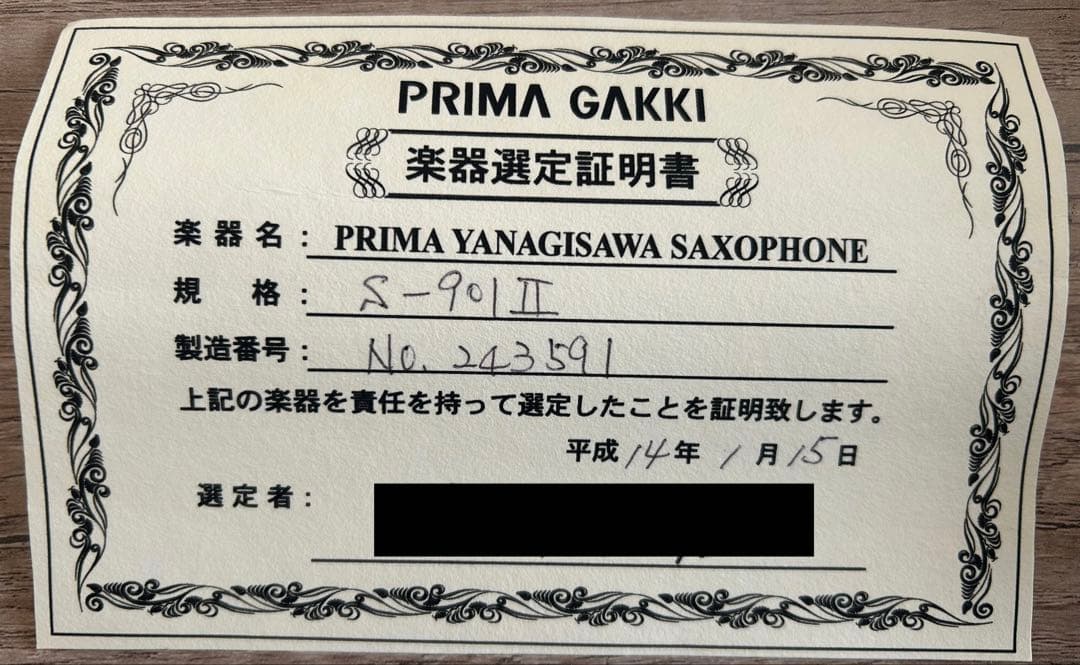 PRIMA GAKKI
楽器選定証明書
楽器名：PRIMA YANAGISAWA SAXOPHONE
規格：S-901II
製造番号：No.243591
上記の楽器を責任を持って選定したことを証明致します。
平成14年1月15日
選定者：